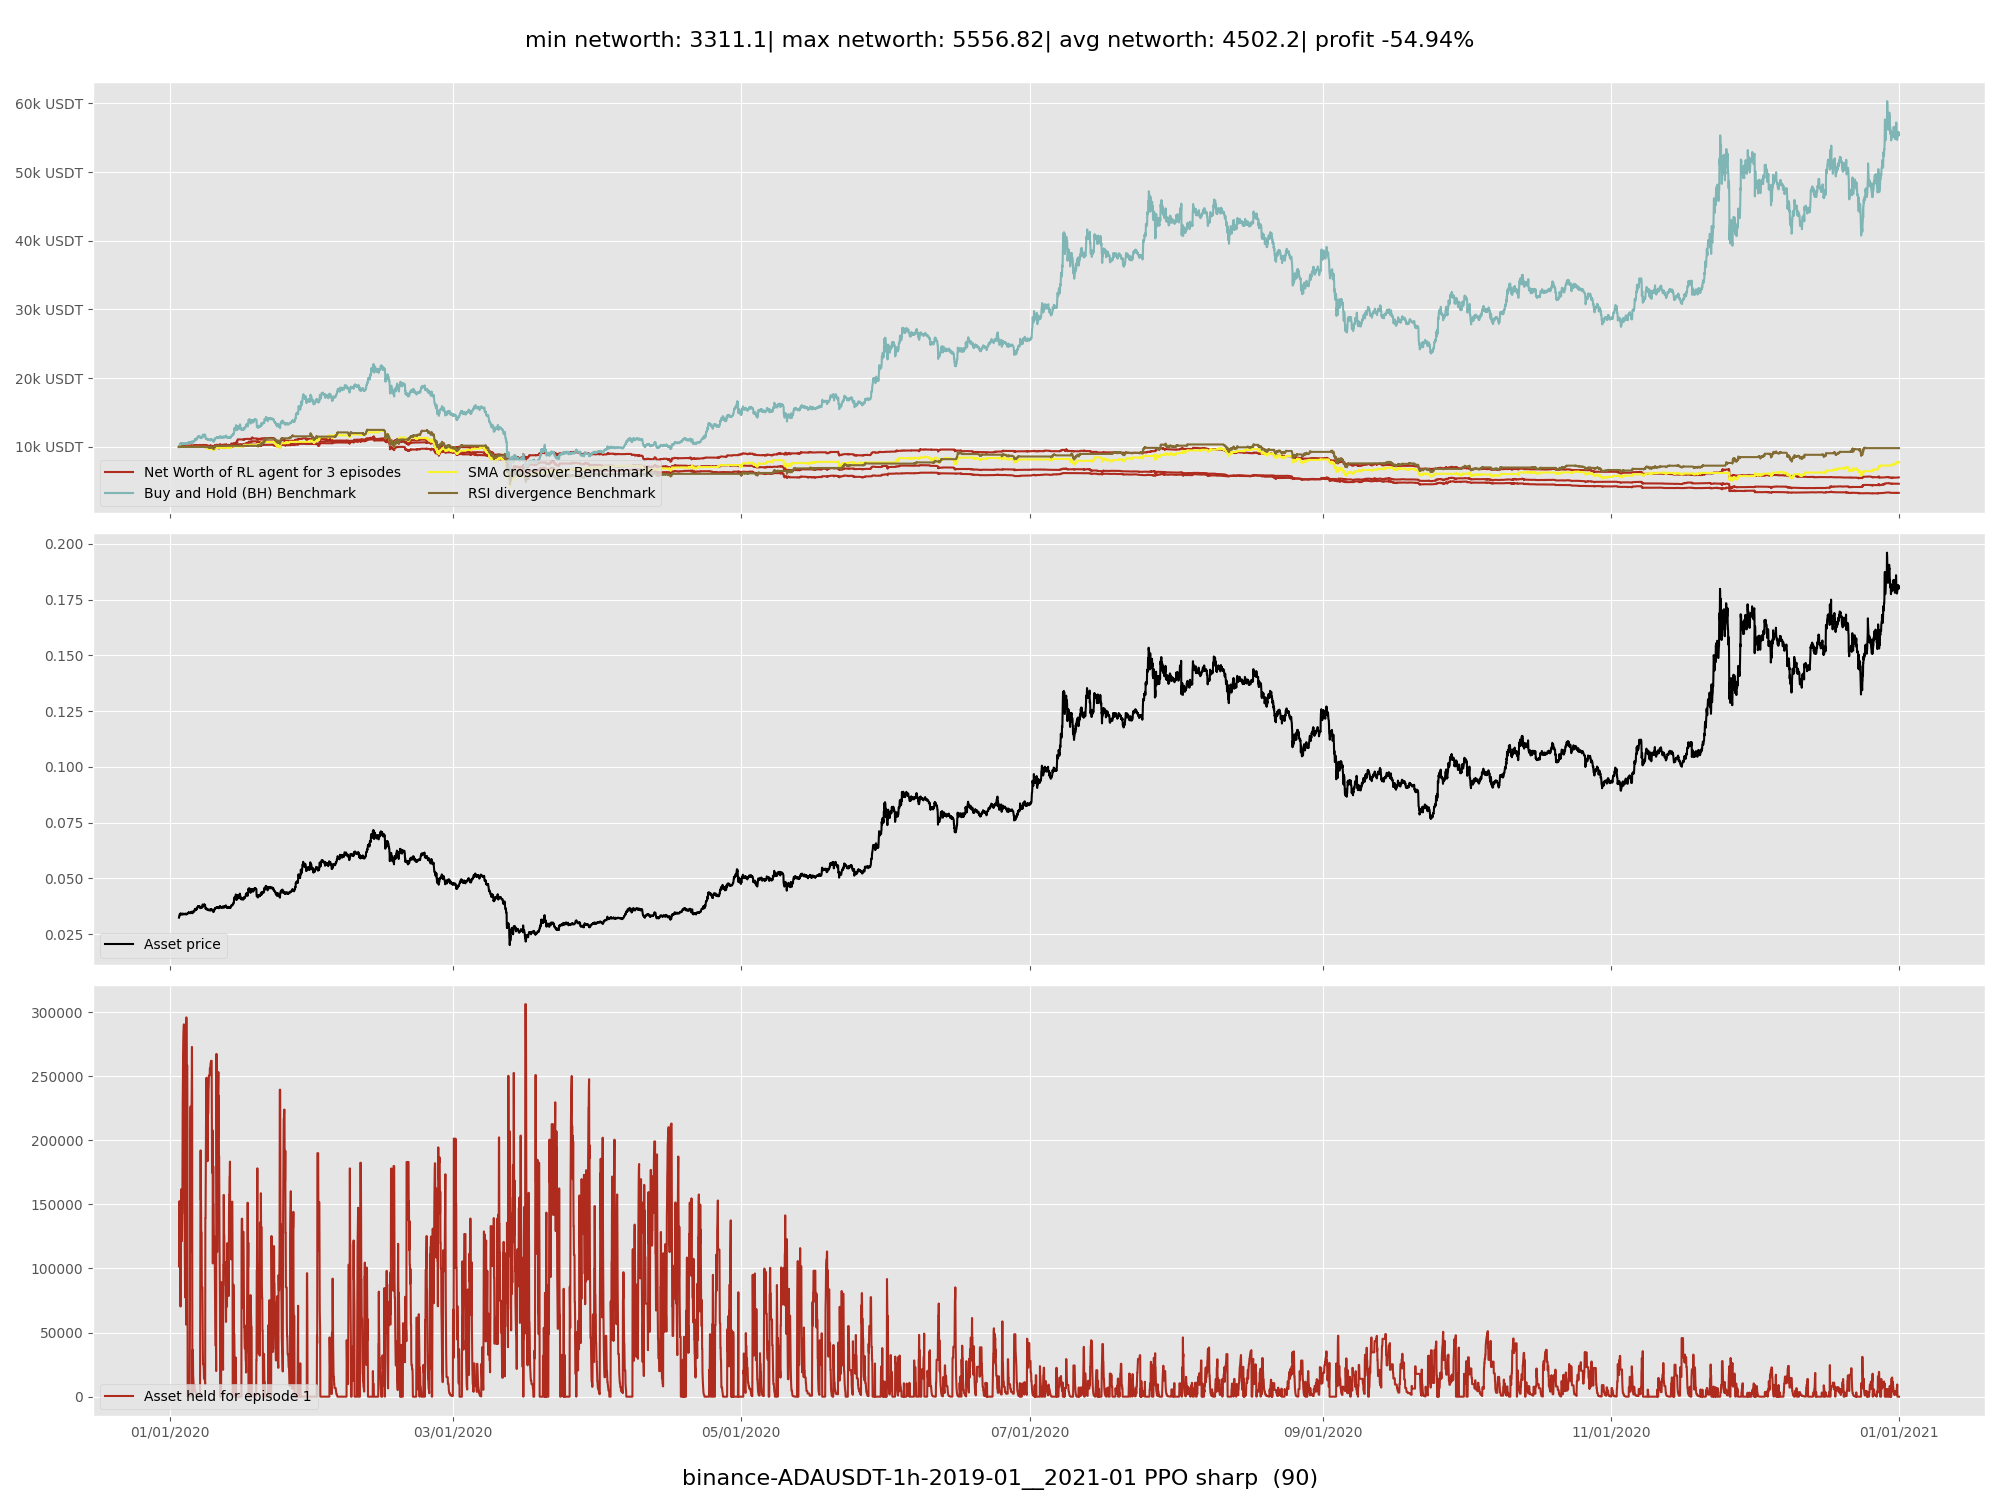 min networth: 3311.1| max networth: 5556.82| avg networth: 4502.2| profit -54.94%
60k USDT
50k USDT
40k USDT
30k USDT
20k USDT
10k USDT
Net Worth of RL agent for 3 episodes
Buy and Hold (BH) Benchmark
SMA crossover Benchmark
RSI divergence Benchmark
0.200
0.175
0.150
0.125
0.100
0.075
0.050
0.025
Asset price
300000
250000
200000
150000
100000
50000
0
Asset held for episode 1
01/01/2020
03/01/2020
05/01/2020
07/01/2020
09/01/2020
11/01/2020
01/01/2021
binance-ADAUSDT-1h-2019-01__2021-01 PPO sharp  (90)